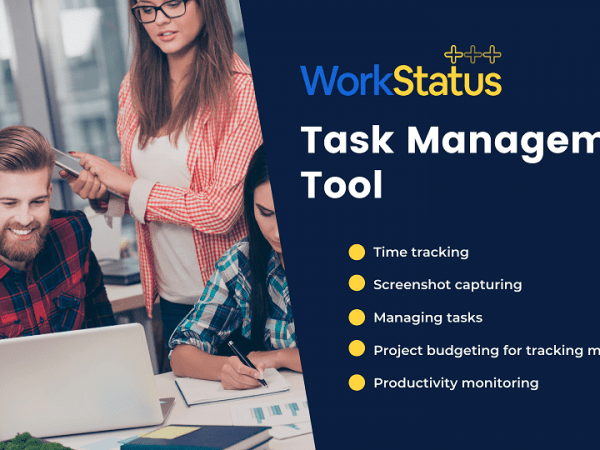 WorkStatus
Task Managem
Tool
Time tracking
Screenshot capturing
Managing tasks
Project budgeting for tracking m
Productivity monitoring